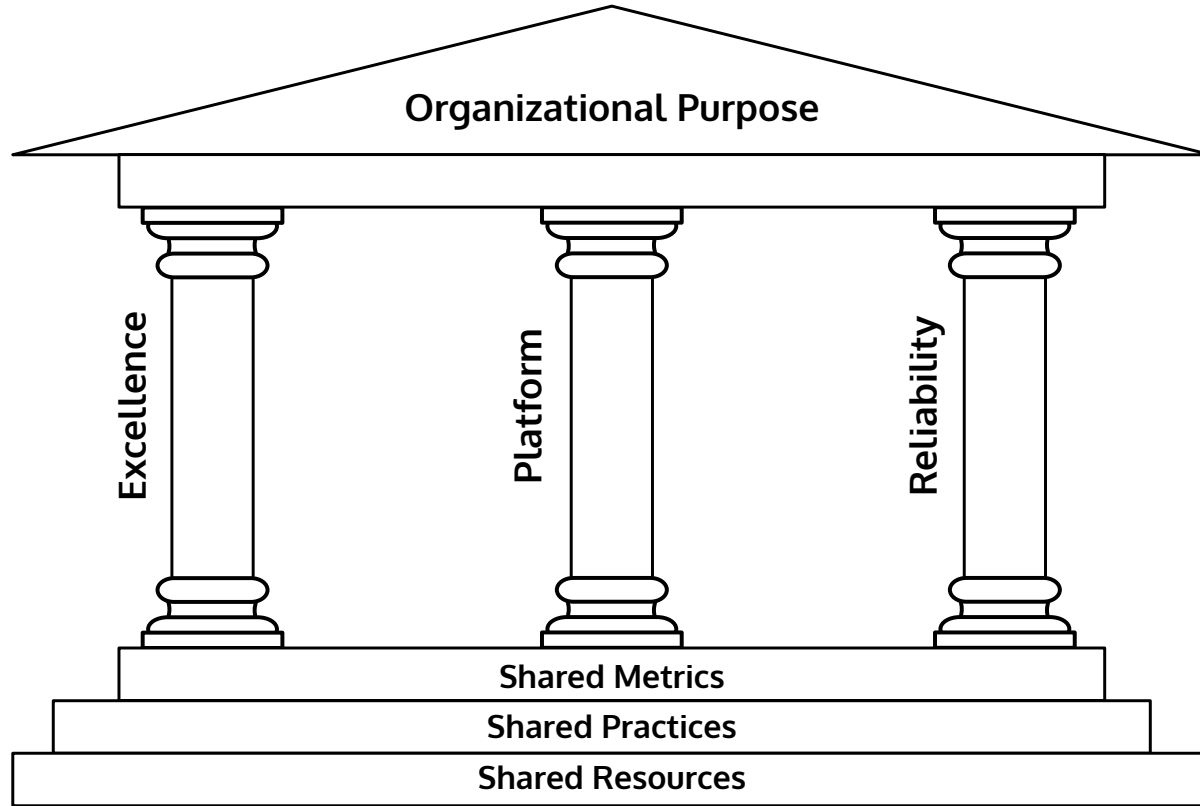 Organizational Purpose
Excellence
Platform
Reliability
Shared Metrics
Shared Practices
Shared Resources